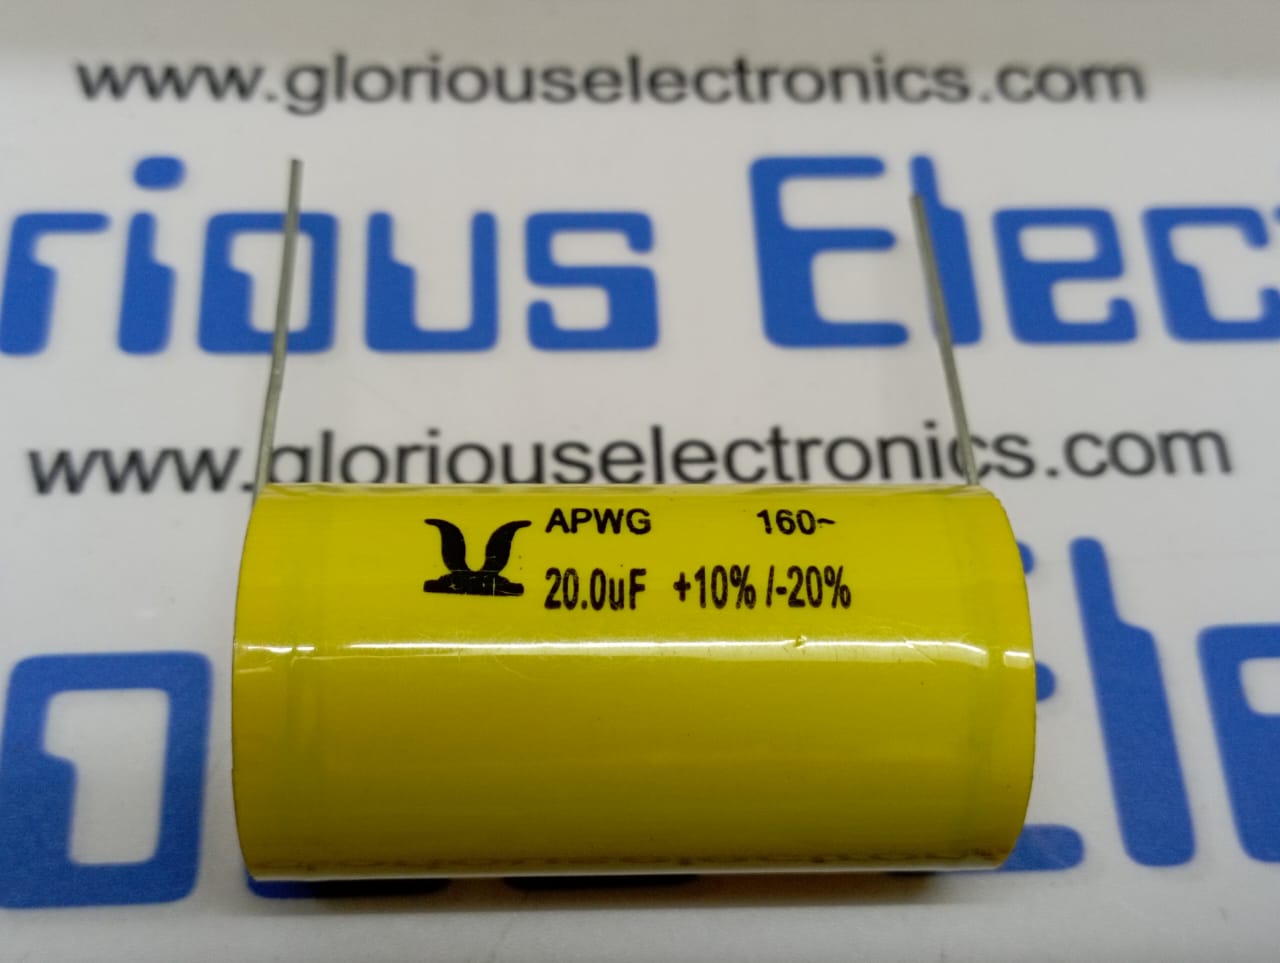 www.gloriouselectronics.com
rious Elec
www.gloriouselectronics.com
APWG 160~
20.0uF +10% /-20%